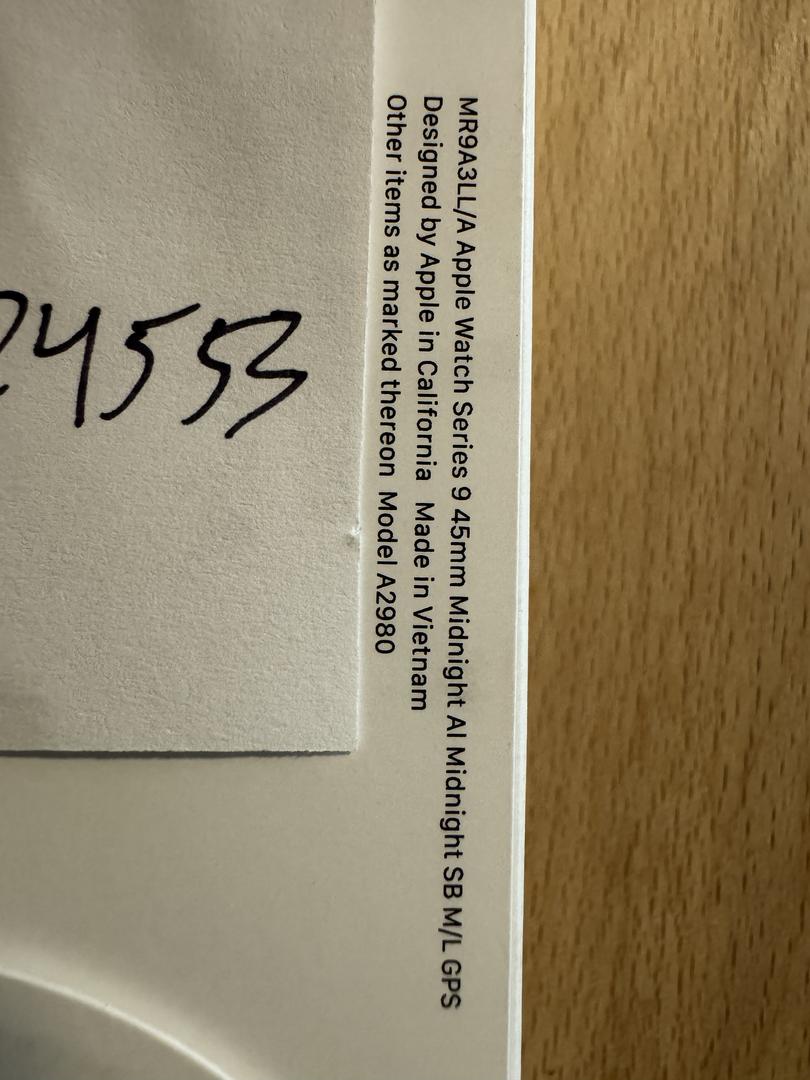 MR9A3LL/A Apple Watch Series 9 45mm Midnight Al Midnight SB M/L GPS
Designed by Apple in California Made in Vietnam
Other items as marked thereon Model A2980
4553